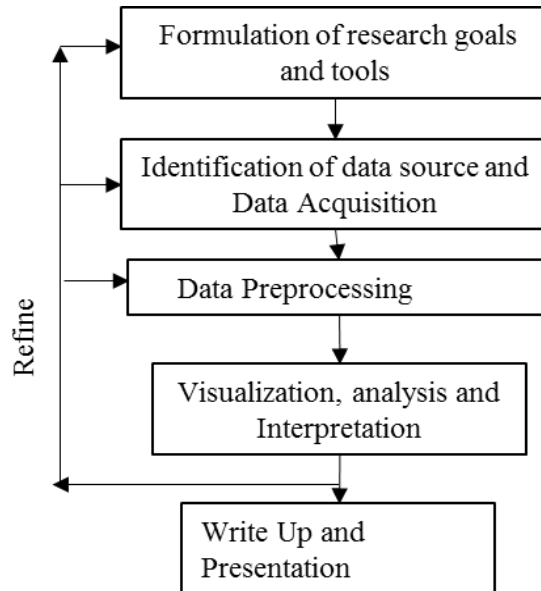 Formulation of research goals
and tools
Identification of data source and
Data Acquisition
Data Preprocessing
Refine
Visualization, analysis and
Interpretation
Write Up and
Presentation